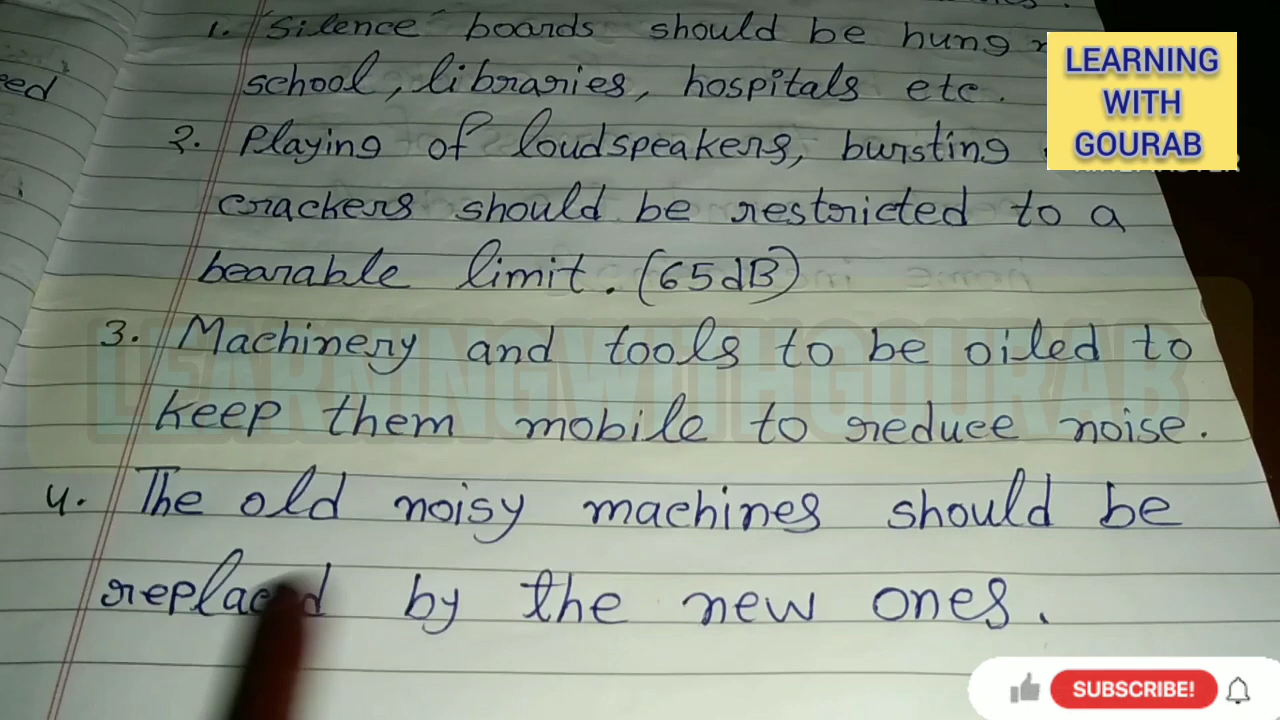 1. "Silence" boards should be hung
school, libraries, hospitals etc.
2. Playing of loudspeakers, bursting
crackers should be restricted to a
bearable limit. (65dB)
3. Machinery and tools to be oiled to
keep them mobile to reduce noise.
4. The old noisy machines should be
replaced by the new ones.
eed
LEARNING
WITH
GOURAB
LEARNINGWITHGOURAB
SUBSCRIBE!